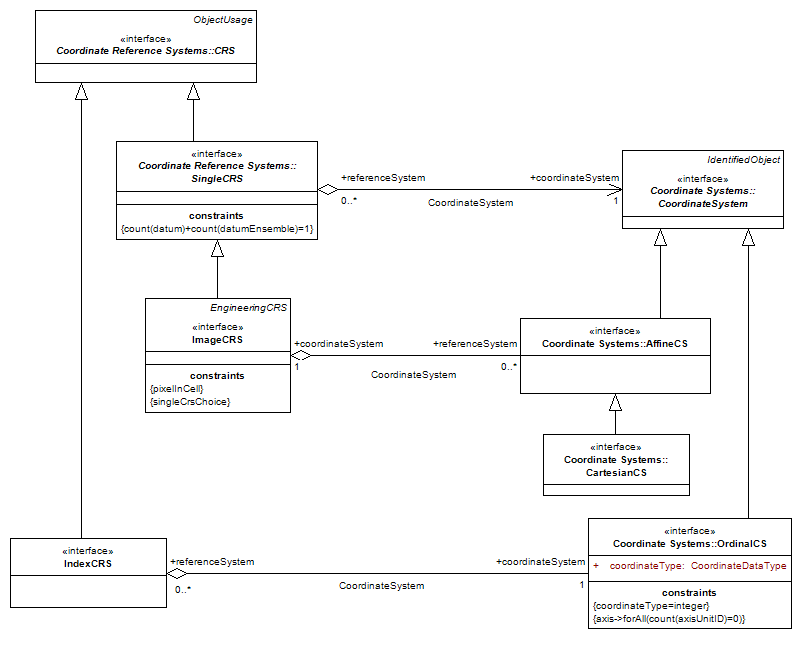 ObjectUsage
«interface»
Coordinate Reference Systems::CRS
«interface»
Coordinate Reference Systems::
SingleCRS
constraints
{count(datum)+count(datumEnsemble)=1}
+referenceSystem
0..*
CoordinateSystem
+coordinateSystem
1
IdentifiedObject
«interface»
Coordinate Systems::
CoordinateSystem
EngineeringCRS
«interface»
ImageCRS
constraints
{pixelInCell}
{singleCrsChoice}
+coordinateSystem
1
CoordinateSystem
+referenceSystem
0..*
«interface»
Coordinate Systems::AffineCS
«interface»
Coordinate Systems::
CartesianCS
«interface»
IndexCRS
+referenceSystem
0..*
CoordinateSystem
+coordinateSystem
1
«interface»
Coordinate Systems::OrdinalCS
+ coordinateType: CoordinateDataType
constraints
{coordinateType=integer}
{axis->forAll(count(axisUnitID)=0)}